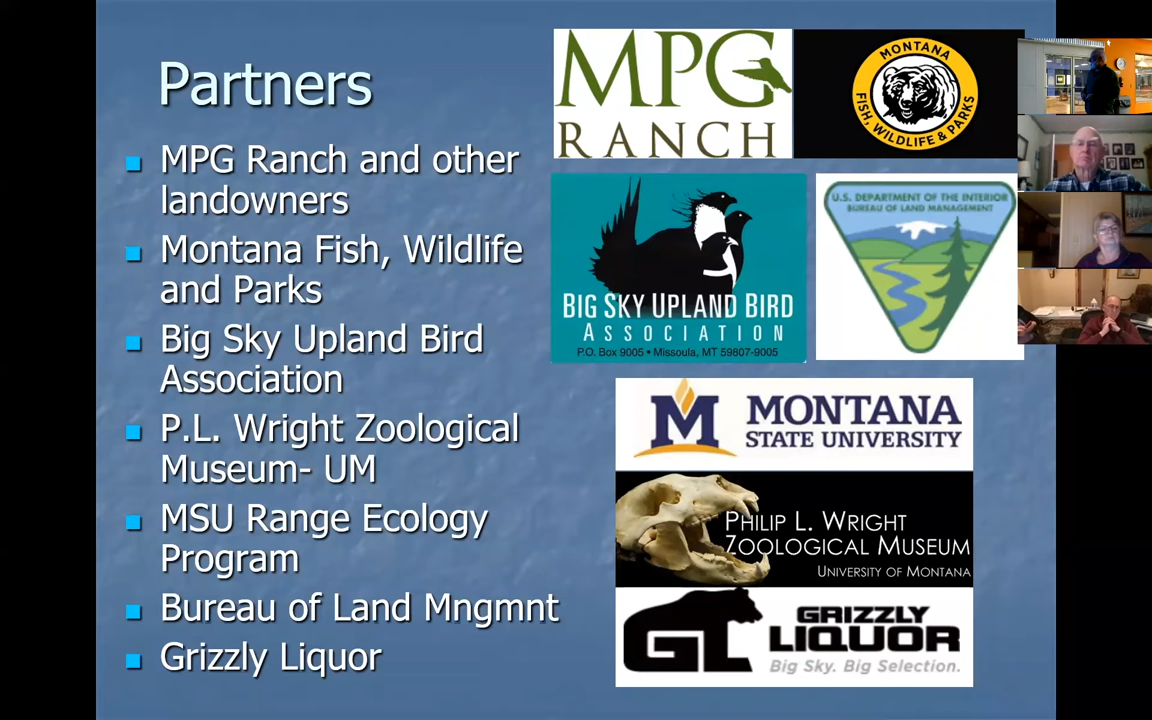 Partners
MPG Ranch and other
landowners
Montana Fish, Wildlife
and Parks
Big Sky Upland Bird
Association
P.L. Wright Zoological
Museum- UM
MSU Range Ecology
Program
Bureau of Land Mngmnt
Grizzly Liquor
MPG
RANCH
MONTANA
FISH, WILDLIFE & PARKS
BIG SKY UPLAND BIRD
ASSOCIATION
P.O. Box 9005 • Missoula, MT 59807-9005
U.S. DEPARTMENT OF THE INTERIOR
BUREAU OF LAND MANAGEMENT
M
MONTANA
STATE UNIVERSITY
PHILIP L. WRIGHT
ZOOLOGICAL MUSEUM
UNIVERSITY OF MONTANA
GL
GRIZZLY
LIQUOR
Big Sky. Big Selection.